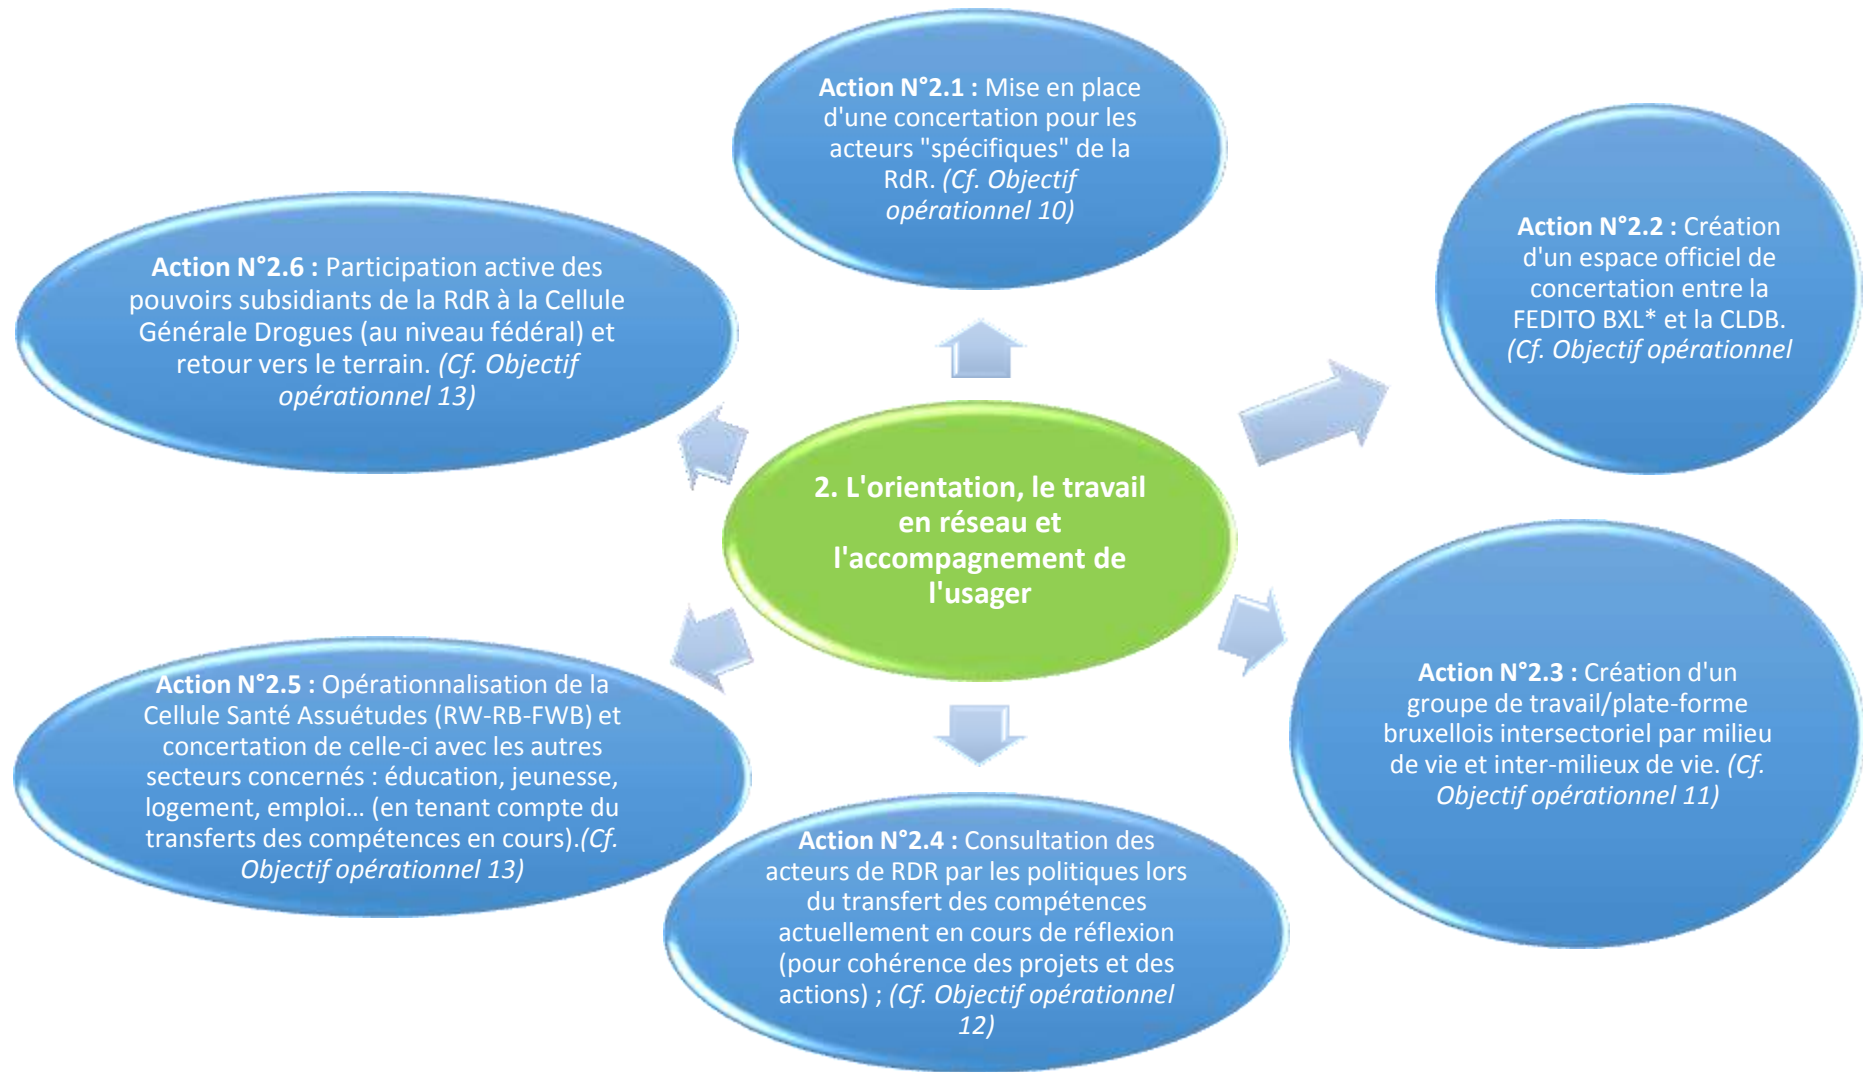 Action N°2.1 : Mise en place
d'une concertation pour les
acteurs "spécifiques" de la
RdR. (Cf. Objectif
opérationnel 10)
Action N°2.2 : Création
d'un espace officiel de
concertation entre la
FEDITO BXL* et la CLDB.
(Cf. Objectif opérationnel
Action N°2.6 : Participation active des
pouvoirs subsidiants de la RdR à la Cellule
Générale Drogues (au niveau fédéral) et
retour vers le terrain. (Cf. Objectif
opérationnel 13)
2. L'orientation, le travail
en réseau et
l'accompagnement de
l'usager
Action N°2.3 : Création d'un
groupe de travail/plate-forme
bruxellois intersectoriel par milieu
de vie et inter-milieux de vie. (Cf.
Objectif opérationnel 11)
Action N°2.5 : Opérationnalisation de la
Cellule Santé Assuétudes (RW-RB-FWB) et
concertation de celle-ci avec les autres
secteurs concernés : éducation, jeunesse,
logement, emploi… (en tenant compte du
transferts des compétences en cours).(Cf.
Objectif opérationnel 13)
Action N°2.4 : Consultation des
acteurs de RDR par les politiques lors
du transfert des compétences
actuellement en cours de réflexion
(pour cohérence des projets et des
actions) ; (Cf. Objectif opérationnel
12)